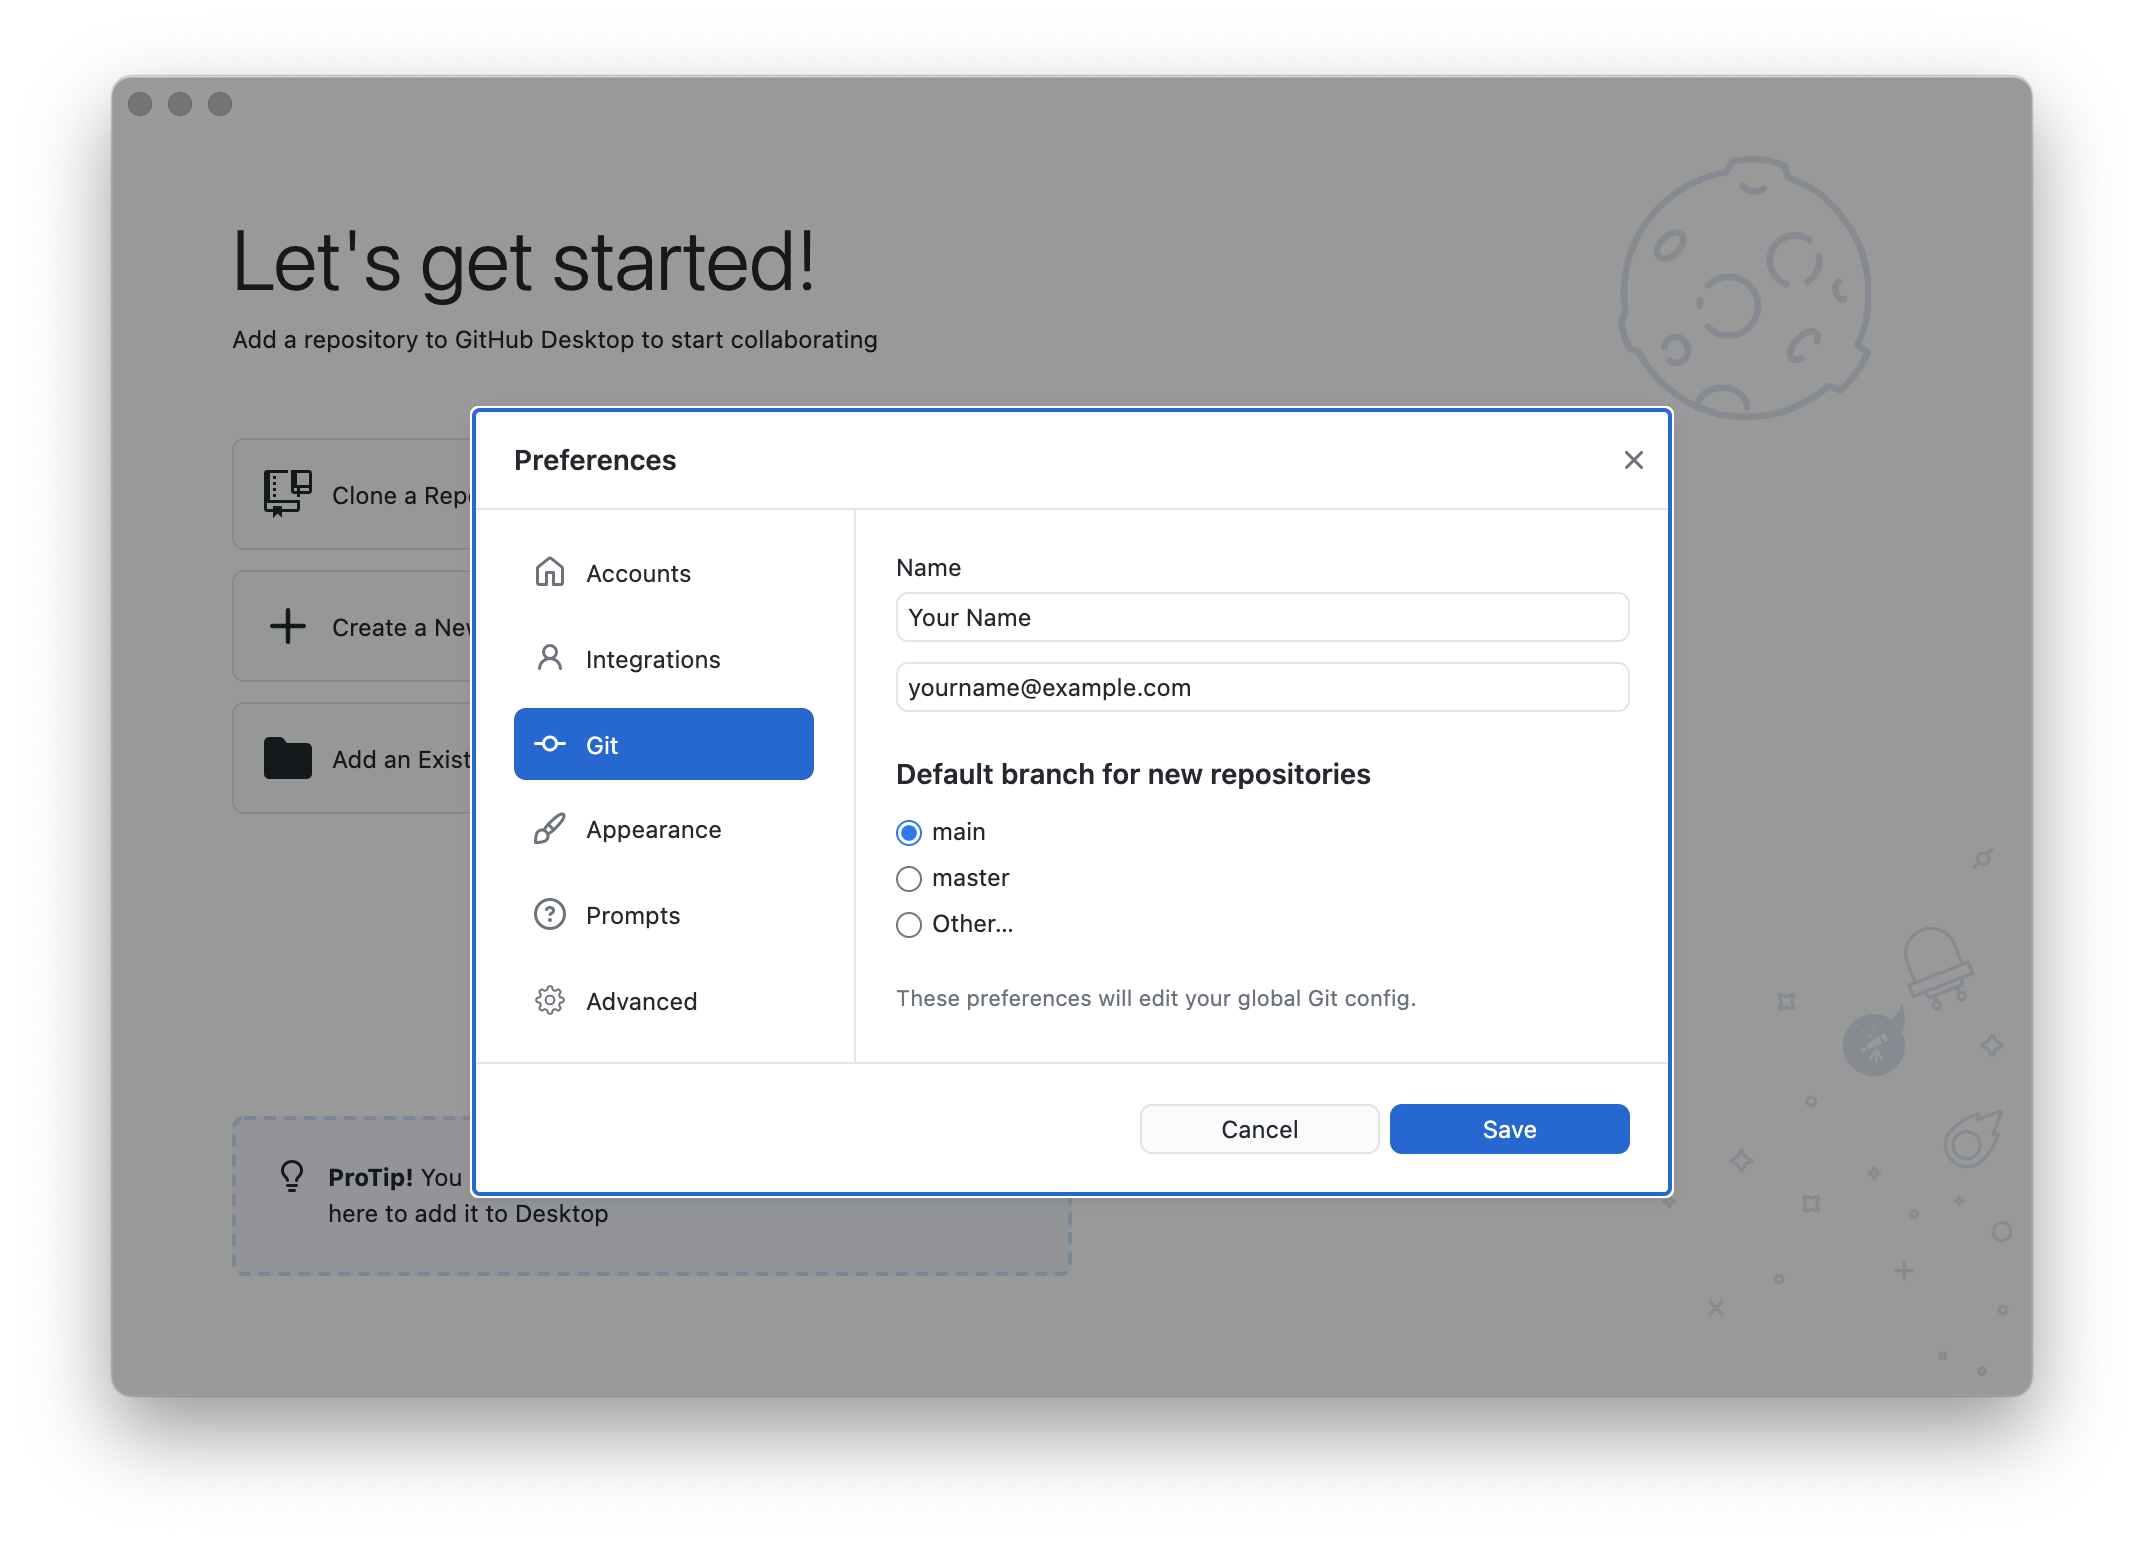 Let's get started!
Add a repository to GitHub Desktop to start collaborating
Clone a Repo
Create a New
Add an Exist
ProTip! You
here to add it to Desktop
Preferences
Accounts
Integrations
Git
Appearance
Prompts
Advanced
Name
Your Name
yourname@example.com
Default branch for new repositories
main
master
Other...
These preferences will edit your global Git config.
Cancel
Save